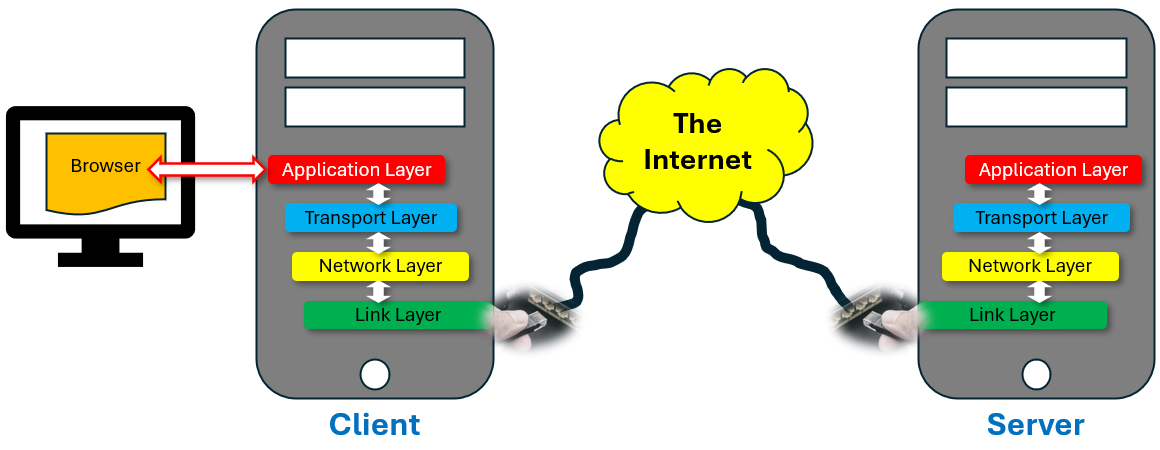 The
Internet
Browser
Application Layer
Transport Layer
Network Layer
Link Layer
Client
Application Layer
Transport Layer
Network Layer
Link Layer
Server